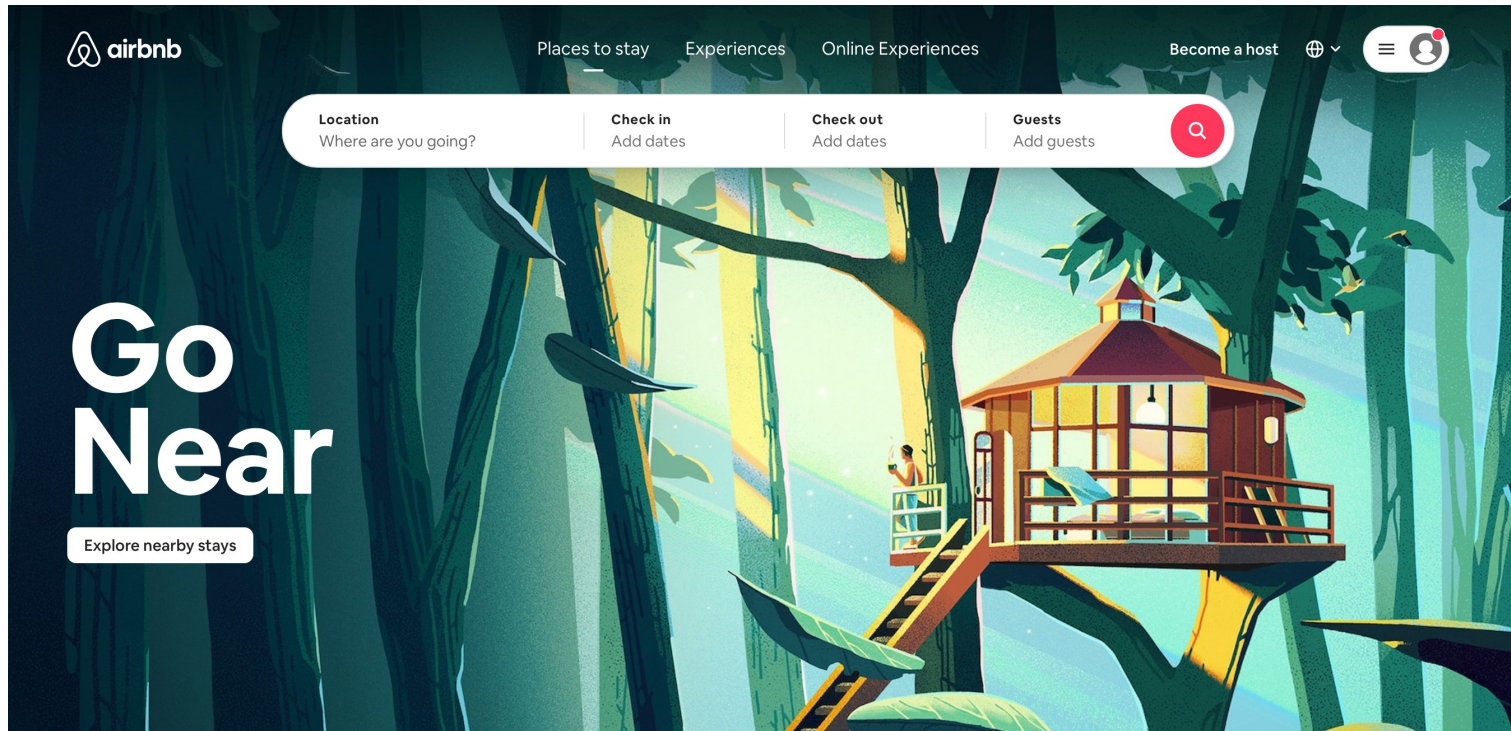 airbnb
Places to stay
Experiences
Online Experiences
Become a host
Location
Where are you going?
Check in
Add dates
Check out
Add dates
Guests
Add guests
Go
Near
Explore nearby stays